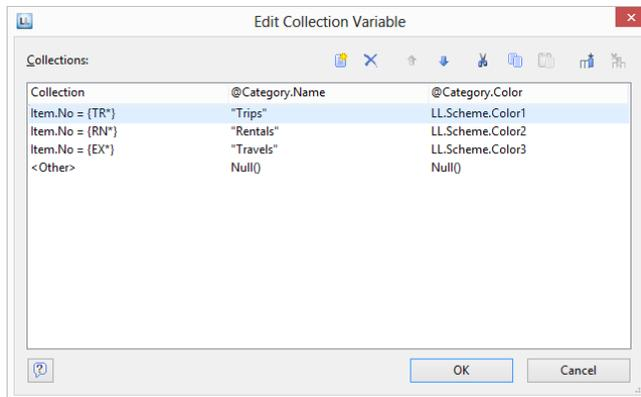 LL
Edit Collection Variable
Collections:
Collection @Category.Name @Category.Color
Item.No = {TR*} "Trips" LL.Scheme.Color1
Item.No = {RN*} "Rentals" LL.Scheme.Color2
Item.No = {EX*} "Travels" LL.Scheme.Color3
<Other> Null() Null()
OK Cancel